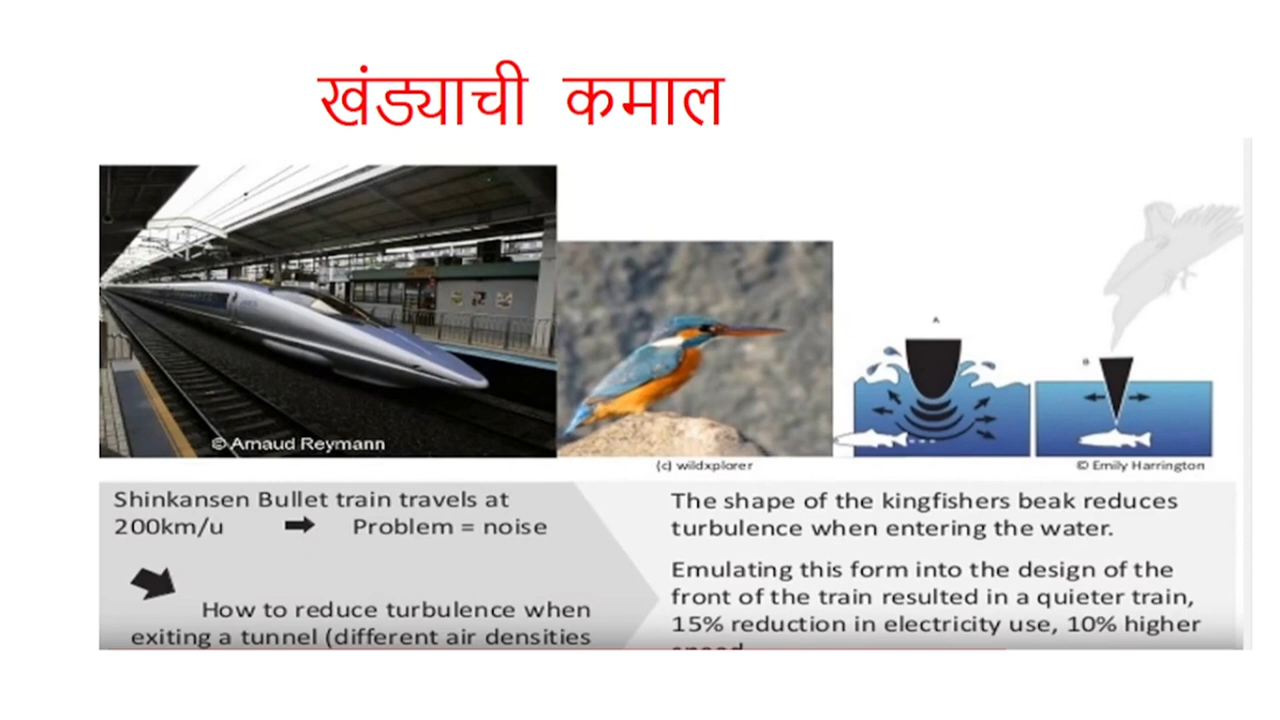 खंड्याची कमाल
© Arnaud Reymann
A
B
(c) wildxplorer
© Emily Harrington
Shinkansen Bullet train travels at
200km/u Problem = noise
How to reduce turbulence when
exiting a tunnel (different air densities
The shape of the kingfishers beak reduces
turbulence when entering the water.
Emulating this form into the design of the
front of the train resulted in a quieter train,
15% reduction in electricity use, 10% higher